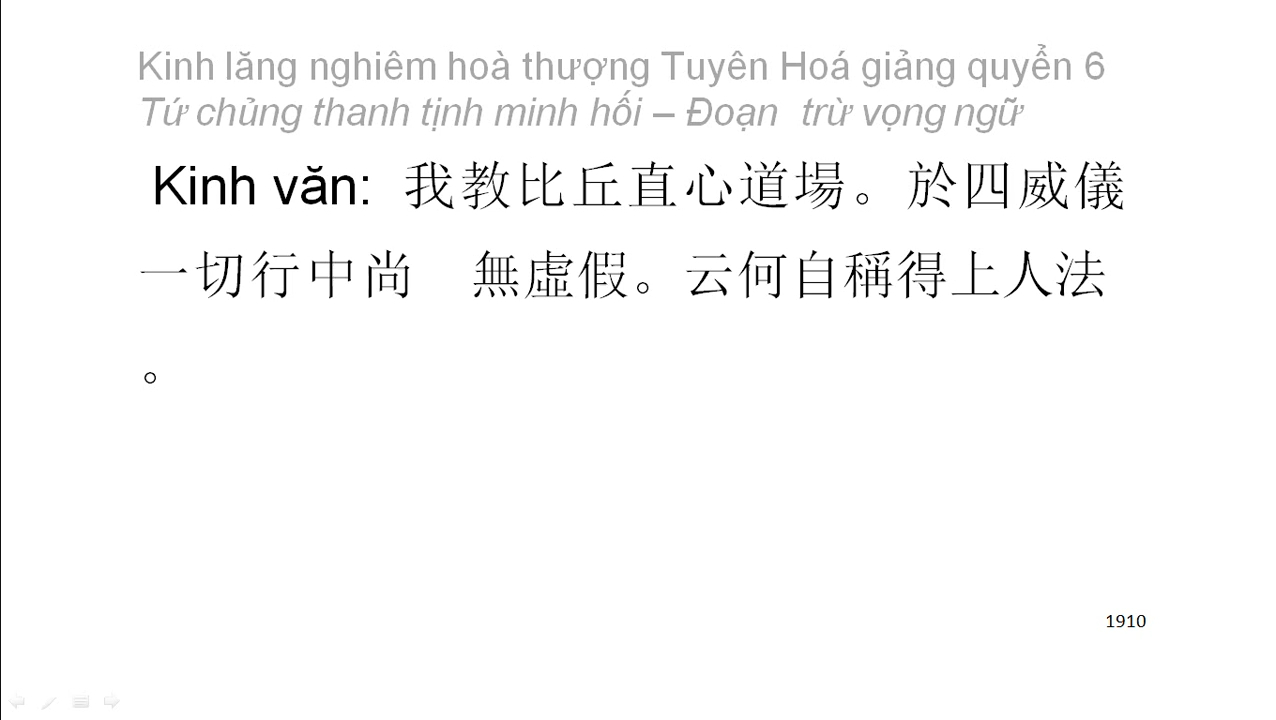 Kinh lăng nghiêm hoà thượng Tuyên Hoá giảng quyển 6
Tứ chủng thanh tịnh minh hối – Đoạn trừ vọng ngữ
Kinh văn: 我教比丘直心道場。於四威儀
一切行中尚 無虛假。云何自稱得上人法
。
1910